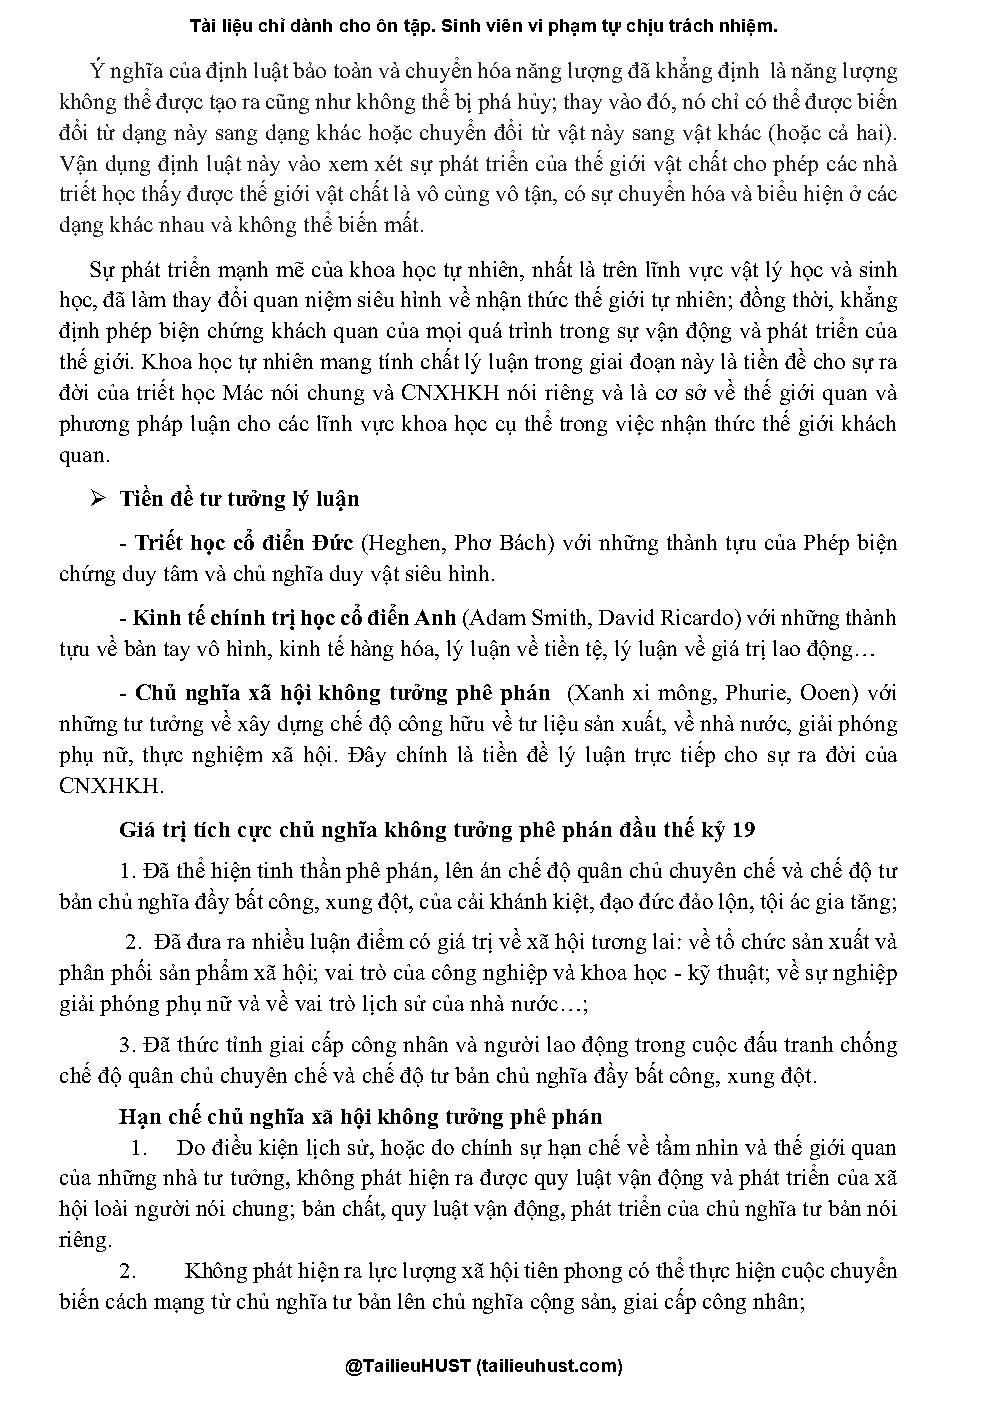 Tài liệu chỉ dành cho ôn tập. Sinh viên vi phạm tự chịu trách nhiệm.
Ý nghĩa của định luật bảo toàn và chuyển hóa năng lượng đã khẳng định là năng lượng
không thể được tạo ra cũng như không thể bị phá hủy; thay vào đó, nó chỉ có thể được biến
đổi từ dạng này sang dạng khác hoặc chuyển đổi từ vật này sang vật khác (hoặc cả hai).
Vận dụng định luật này vào xem xét sự phát triển của thế giới vật chất cho phép các nhà
triết học thấy được thế giới vật chất là vô cùng vô tận, có sự chuyển hóa và biểu hiện ở các
dạng khác nhau và không thể biến mất.
Sự phát triển mạnh mẽ của khoa học tự nhiên, nhất là trên lĩnh vực vật lý học và sinh
học, đã làm thay đổi quan niệm siêu hình về nhận thức thế giới tự nhiên; đồng thời, khẳng
định phép biện chứng khách quan của mọi quá trình trong sự vận động và phát triển của
thế giới. Khoa học tự nhiên mang tính chất lý luận trong giai đoạn này là tiền đề cho sự ra
đời của triết học Mác nói chung và CNXHKH nói riêng và là cơ sở về thế giới quan và
phương pháp luận cho các lĩnh vực khoa học cụ thể trong việc nhận thức thế giới khách
quan.
➢ Tiền đề tư tưởng lý luận
- Triết học cổ điển Đức (Heghen, Phơ Bách) với những thành tựu của Phép biện
chứng duy tâm và chủ nghĩa duy vật siêu hình.
- Kinh tế chính trị học cổ điển Anh (Adam Smith, David Ricardo) với những thành
tựu về bàn tay vô hình, kinh tế hàng hóa, lý luận về tiền tệ, lý luận về giá trị lao động…
- Chủ nghĩa xã hội không tưởng phê phán (Xanh xi mông, Phurie, Ooen) với
những tư tưởng về xây dựng chế độ công hữu về tư liệu sản xuất, về nhà nước, giải phóng
phụ nữ, thực nghiệm xã hội. Đây chính là tiền đề lý luận trực tiếp cho sự ra đời của
CNXHKH.
Giá trị tích cực chủ nghĩa không tưởng phê phán đầu thế kỷ 19
1. Đã thể hiện tinh thần phê phán, lên án chế độ quân chủ chuyên chế và chế độ tư
bản chủ nghĩa đầy bất công, xung đột, của cải khánh kiệt, đạo đức đảo lộn, tội ác gia tăng;
2. Đã đưa ra nhiều luận điểm có giá trị về xã hội tương lai: về tổ chức sản xuất và
phân phối sản phẩm xã hội; vai trò của công nghiệp và khoa học - kỹ thuật; về sự nghiệp
giải phóng phụ nữ và về vai trò lịch sử của nhà nước…;
3. Đã thức tỉnh giai cấp công nhân và người lao động trong cuộc đấu tranh chống
chế độ quân chủ chuyên chế và chế độ tư bản chủ nghĩa đầy bất công, xung đột.
Hạn chế chủ nghĩa xã hội không tưởng phê phán
1. Do điều kiện lịch sử, hoặc do chính sự hạn chế về tầm nhìn và thế giới quan
của những nhà tư tưởng, không phát hiện ra được quy luật vận động và phát triển của xã
hội loài người nói chung; bản chất, quy luật vận động, phát triển của chủ nghĩa tư bản nói
riêng.
2. Không phát hiện ra lực lượng xã hội tiên phong có thể thực hiện cuộc chuyển
biến cách mạng từ chủ nghĩa tư bản lên chủ nghĩa cộng sản, giai cấp công nhân;
@TailieuHUST (tailieuhust.com)